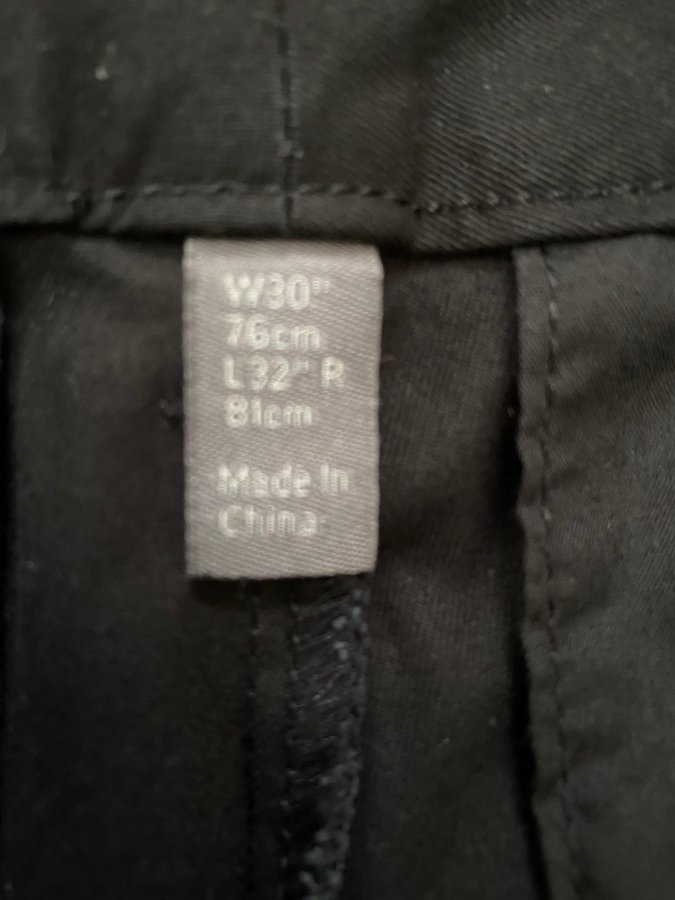 W30"
76cm
L32" R
81cm
Made In
China